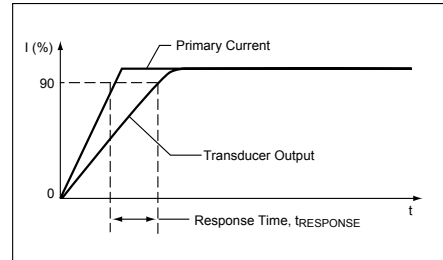 I (%)
Primary Current
90
Transducer Output
0
t
Response Time, tRESPONSE